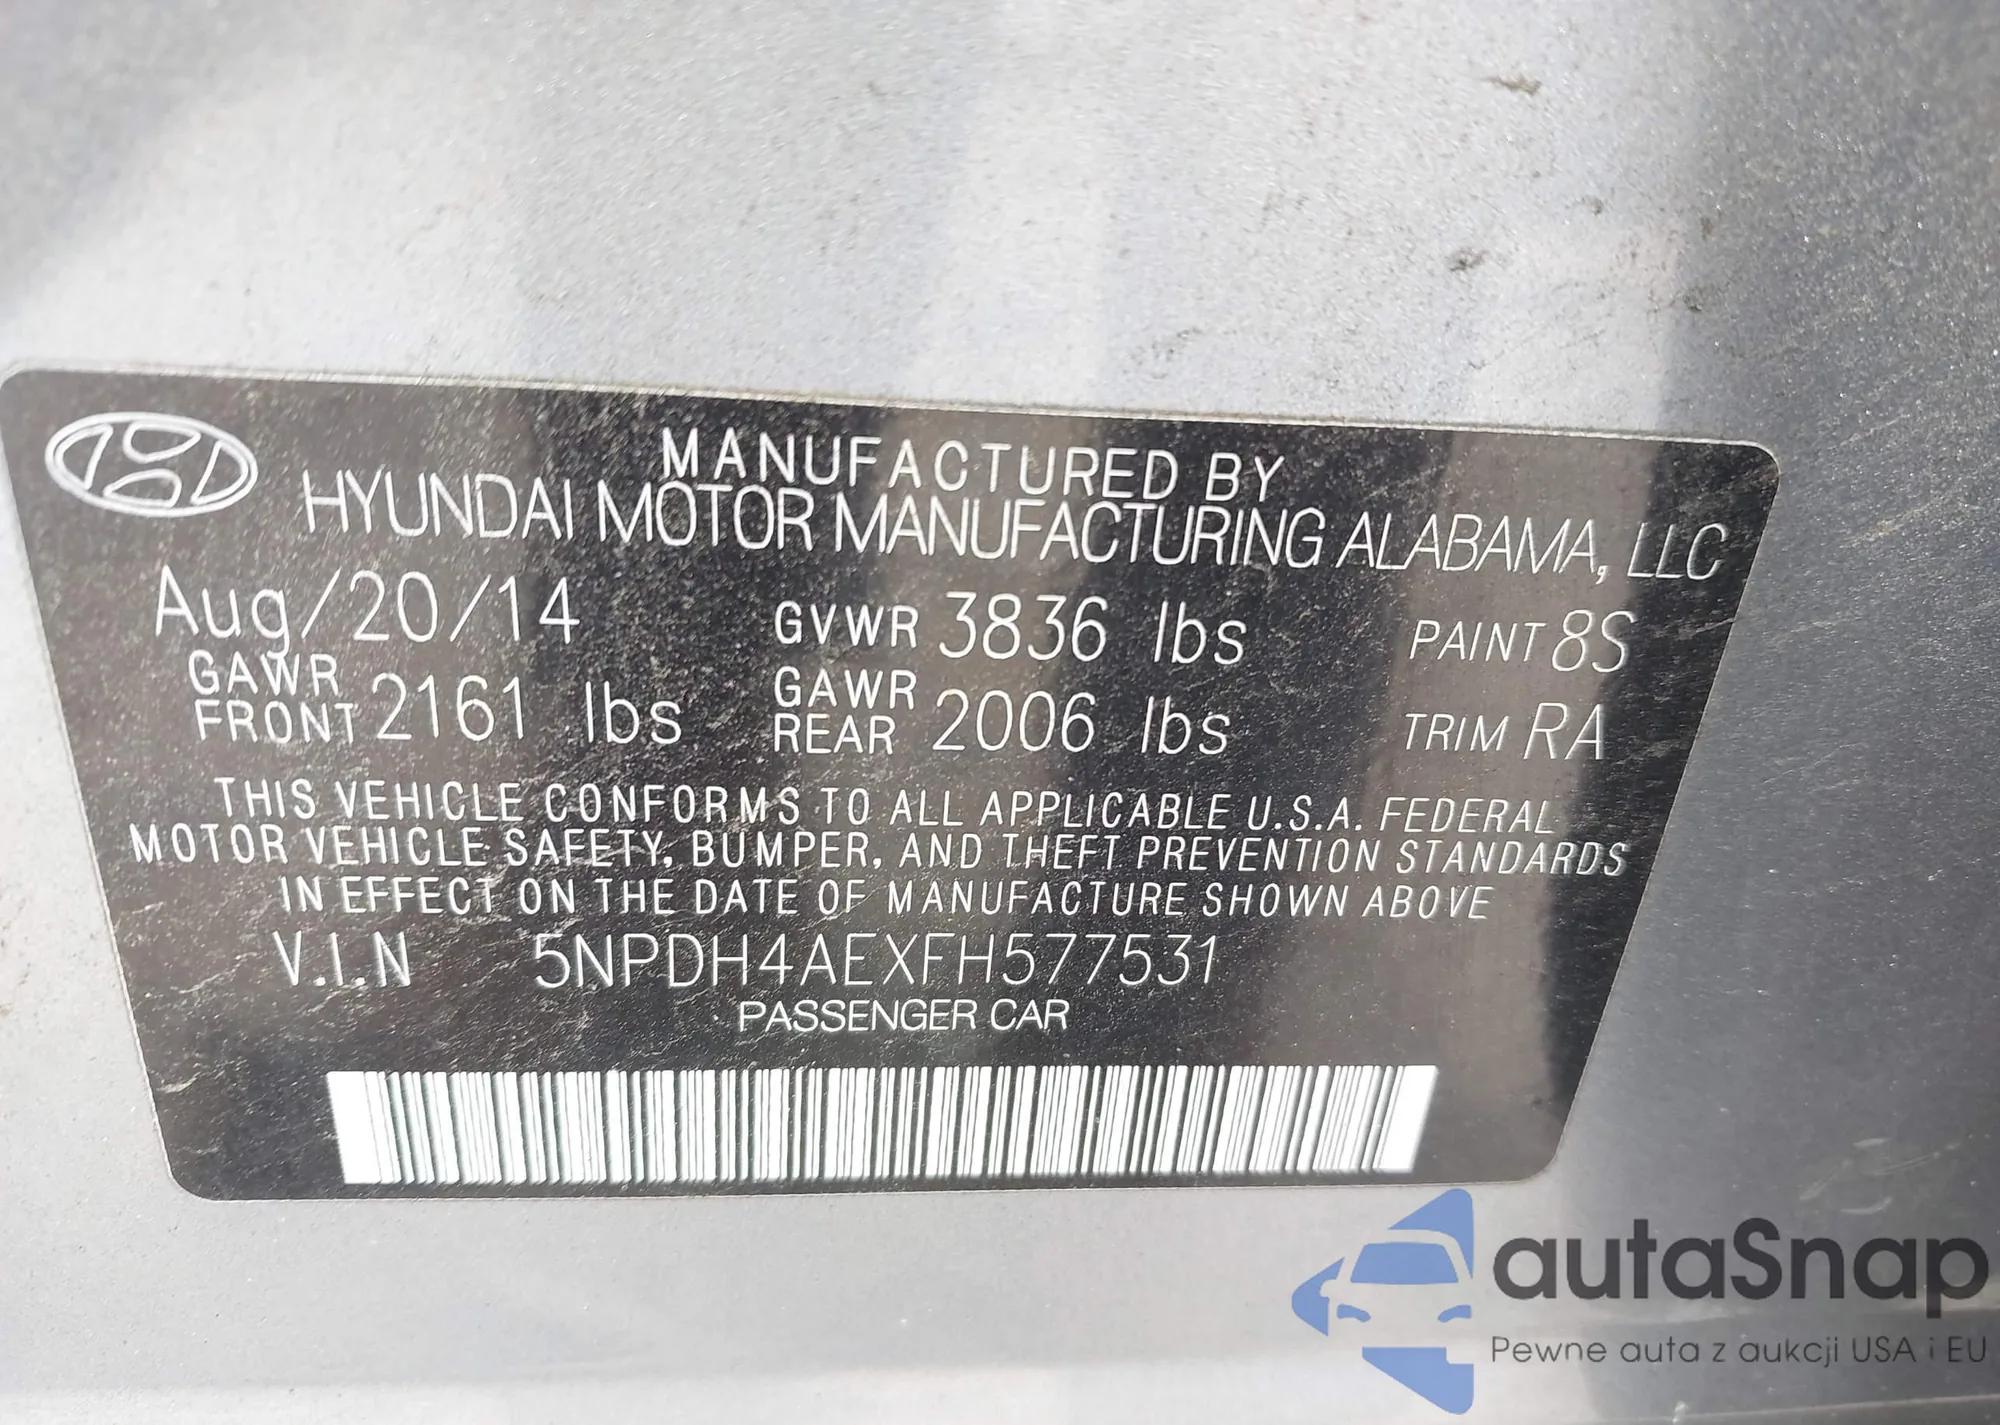 MANUFACTURED BY
HYUNDAI MOTOR MANUFACTURING ALABAMA, LLC
Aug/20/14 GVWR 3836 lbs PAINT 8S
GAWR FRONT 2161 lbs GAWR REAR 2006 lbs TRIM RA
THIS VEHICLE CONFORMS TO ALL APPLICABLE U.S.A. FEDERAL
MOTOR VEHICLE SAFETY, BUMPER, AND THEFT PREVENTION STANDARDS
IN EFFECT ON THE DATE OF MANUFACTURE SHOWN ABOVE
V.I.N 5NPDH4AEXFH577531
PASSENGER CAR
autaSnap
Pewne auta z aukcji USA i EU